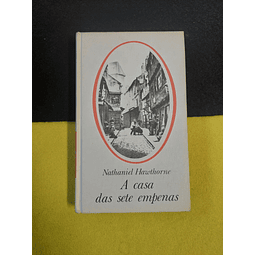 Nathaniel Hawthorne
A casa
das sete empenas